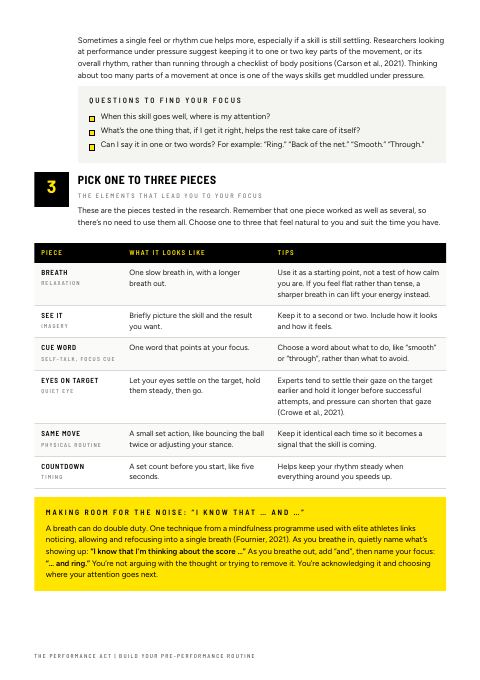 Sometimes a single feel or rhythm cue helps more, especially if a skill is still settling. Researchers looking
at performance under pressure suggest keeping it to one or two key parts of the movement, or its
overall rhythm, rather than running through a checklist of body positions (Carson et al., 2021). Thinking
about too many parts of a movement at once is one of the ways skills get muddled under pressure.
QUESTIONS TO FIND YOUR FOCUS
When this skill goes well, where is my attention?
What's the one thing that, if I get it right, helps the rest take care of itself?
Can I say it in one or two words? For example: "Ring." "Back of the net." "Smooth." "Through."
3
PICK ONE TO THREE PIECES
THE ELEMENTS THAT LEAD YOU TO YOUR FOCUS
These are the pieces tested in the research. Remember that one piece worked as well as several, so
there's no need to use them all. Choose one to three that feel natural to you and suit the time you have.
PIECE WHAT IT LOOKS LIKE TIPS
BREATH
RELAXATION
One slow breath in, with a longer
breath out.
Use it as a starting point, not a test of how calm
you are. If you feel flat rather than tense, a
sharper breath in can lift your energy instead.
SEE IT
IMAGERY
Briefly picture the skill and the result
you want.
Keep it to a second or two. Include how it looks
and how it feels.
CUE WORD
SELF-TALK, FOCUS CUE
One word that points at your focus.
Choose a word about what to do, like "smooth"
or "through", rather than what to avoid.
EYES ON TARGET
QUIET EYE
Let your eyes settle on the target, hold
them steady, then go.
Experts tend to settle their gaze on the target
earlier and hold it longer before successful
attempts, and pressure can shorten that gaze
(Crowe et al., 2021).
SAME MOVE
PHYSICAL ROUTINE
A small set action, like bouncing the ball
twice or adjusting your stance.
Keep it identical each time so it becomes a
signal that the skill is coming.
COUNTDOWN
TIMING
A set count before you start, like five
seconds.
Helps keep your rhythm steady when
everything around you speeds up.
MAKING ROOM FOR THE NOISE: "I KNOW THAT … AND …"
A breath can do double duty. One technique from a mindfulness programme used with elite athletes links
noticing, allowing and refocusing into a single breath (Fournier, 2021). As you breathe in, quietly name what's
showing up: "I know that I'm thinking about the score …" As you breathe out, add "and", then name your focus:
"… and ring." You're not arguing with the thought or trying to remove it. You're acknowledging it and choosing
where your attention goes next.
THE PERFORMANCE ACT | BUILD YOUR PRE-PERFORMANCE ROUTINE